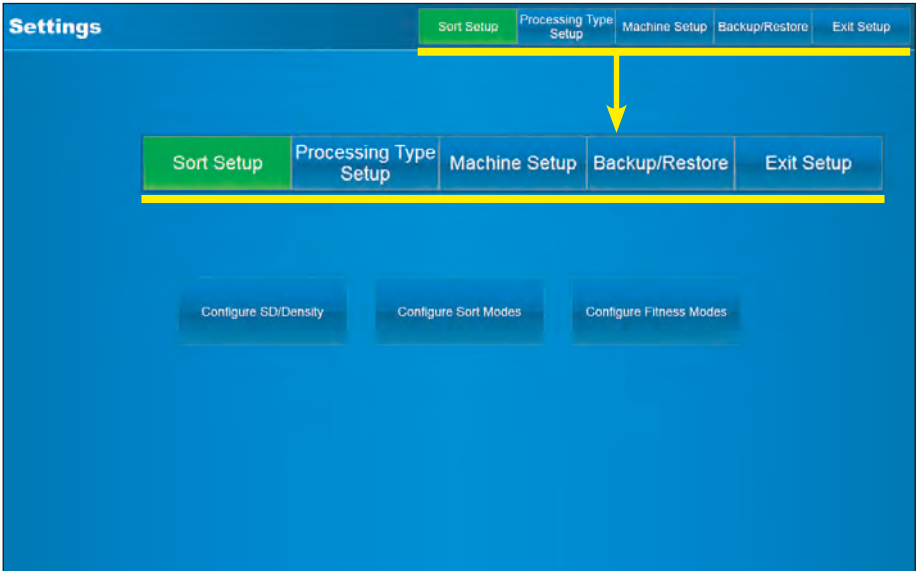 Settings
Sort Setup
Processing Type
Setup
Machine Setup
Backup/Restore
Exit Setup
Sort Setup
Processing Type
Setup
Machine Setup
Backup/Restore
Exit Setup
Configure SD/Density
Configure Sort Modes
Configure Fitness Modes